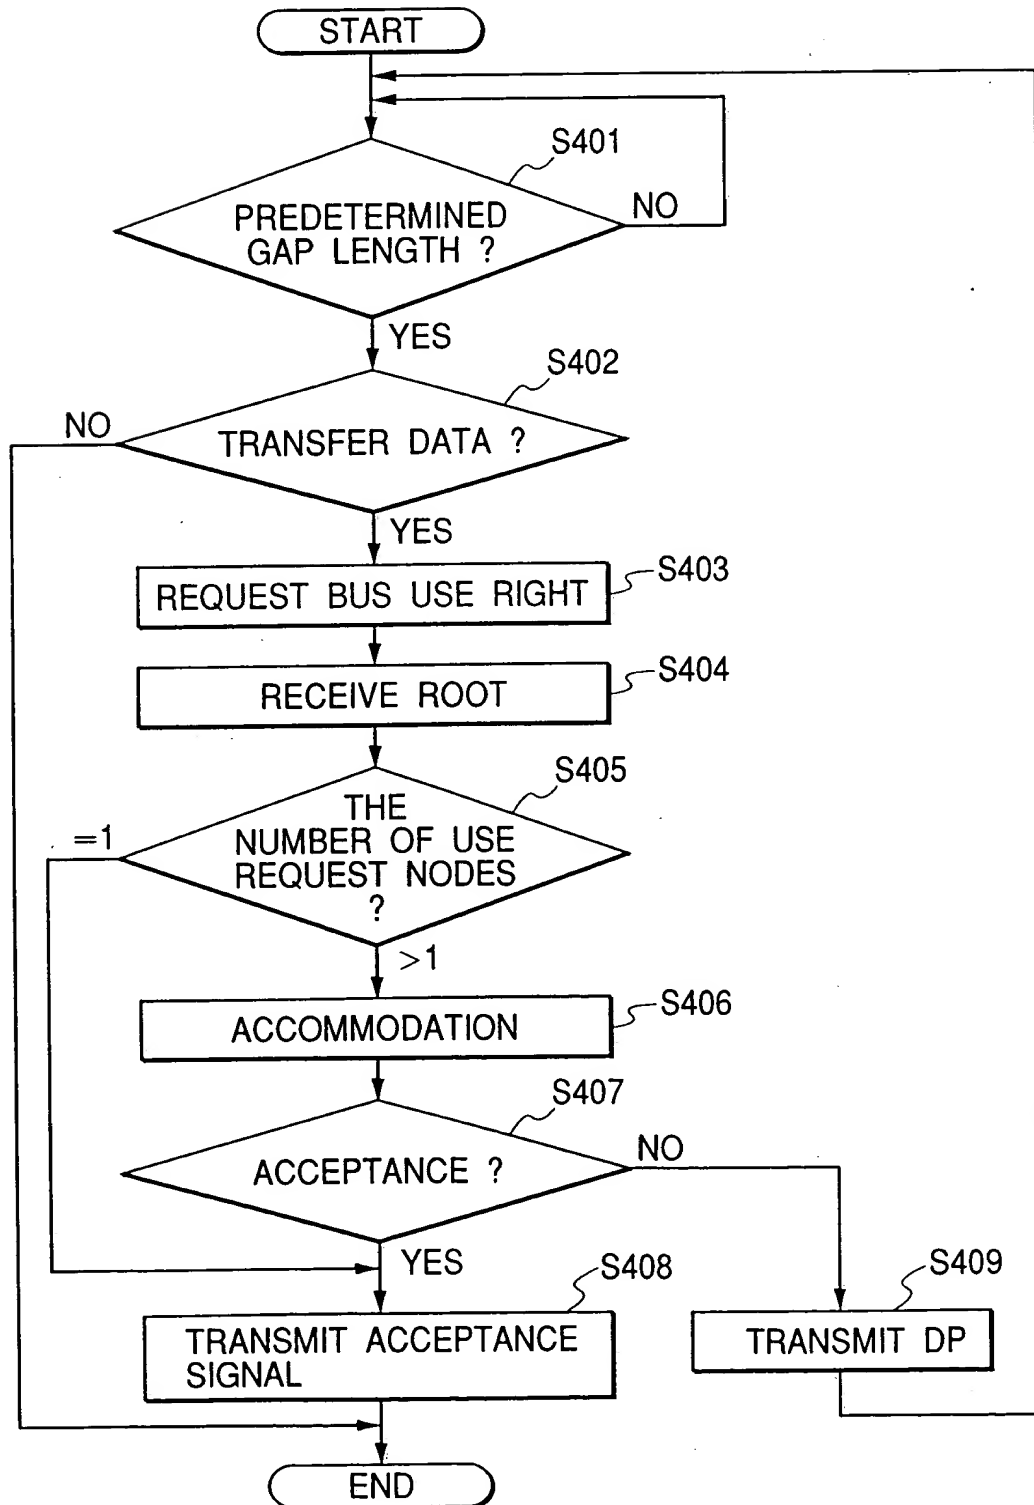 START
S401
PREDETERMINED
GAP LENGTH ?
NO
YES
S402
NO
TRANSFER DATA ?
YES
S403
REQUEST BUS USE RIGHT
S404
RECEIVE ROOT
S405
THE
NUMBER OF USE
REQUEST NODES
?
=1
>1
S406
ACCOMMODATION
S407
NO
ACCEPTANCE ?
YES
S408
S409
TRANSMIT ACCEPTANCE
SIGNAL
TRANSMIT DP
END